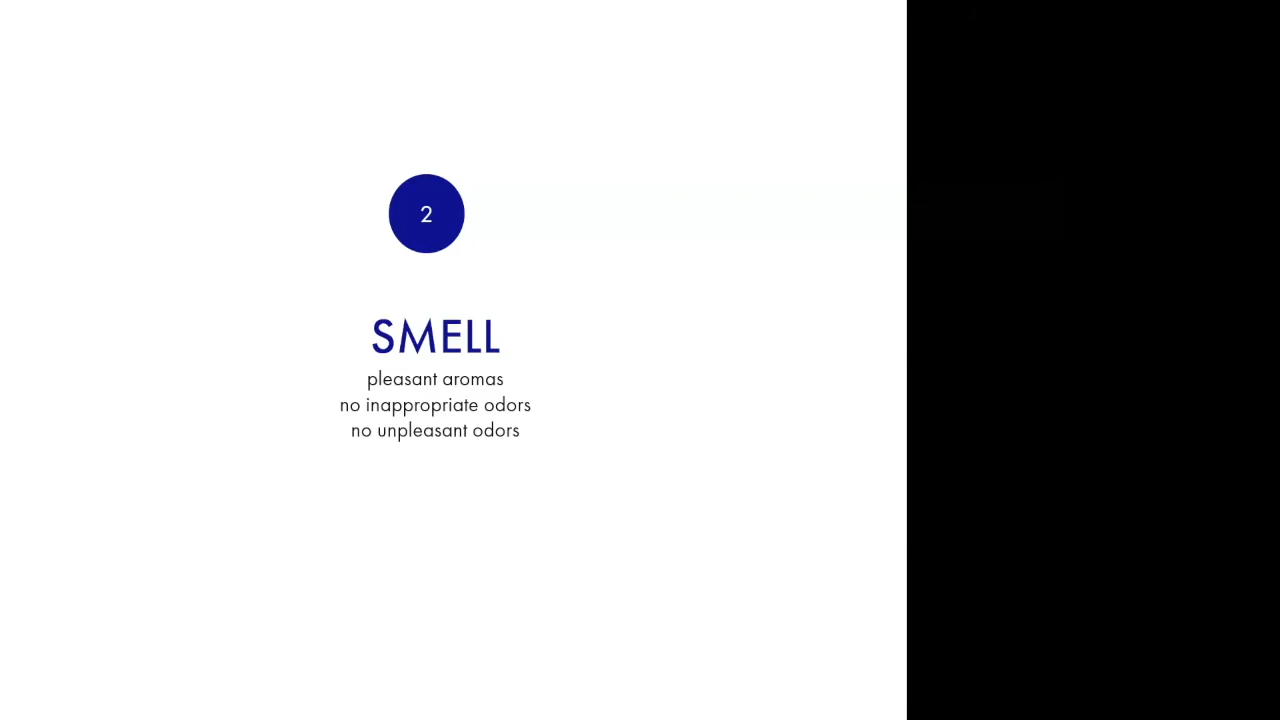 2
SMELL
pleasant aromas
no inappropriate odors
no unpleasant odors